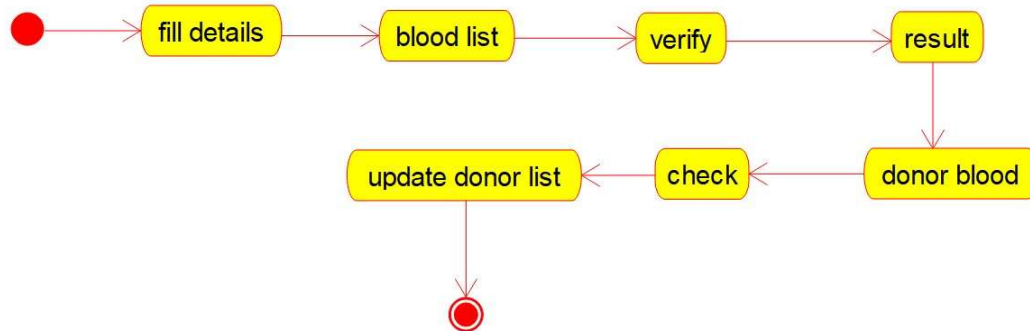 fill details
blood list
verify
result
donor blood
check
update donor list